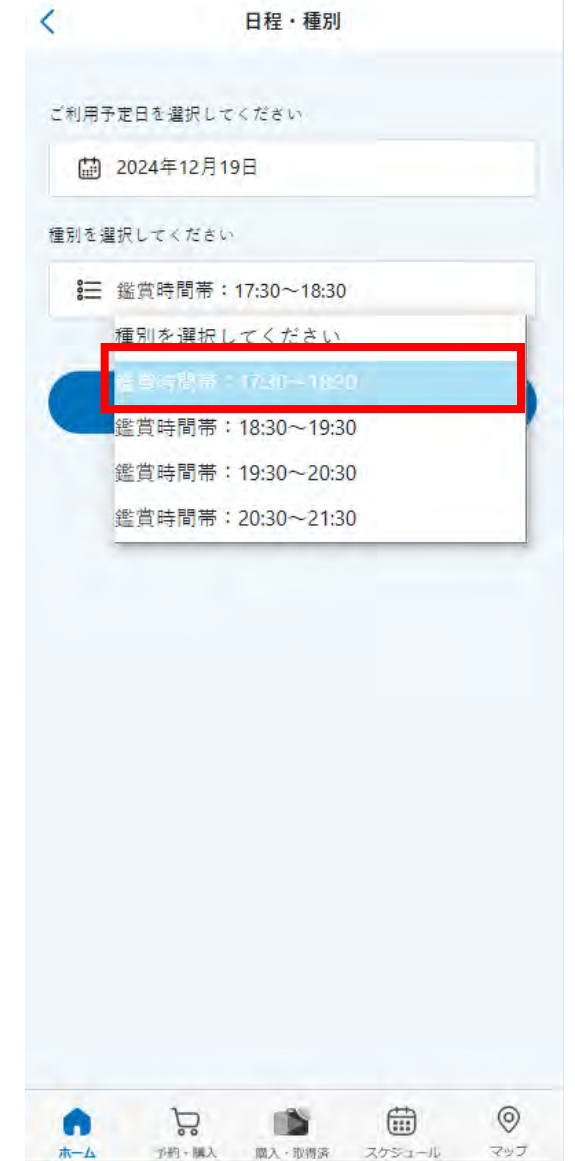 日程・種別
ご利用予定日を選択してください
2024年12月19日
種別を選択してください
鑑賞時間帯：17:30～18:30
種別を選択してください
鑑賞時間帯：17:30～18:30
鑑賞時間帯：18:30～19:30
鑑賞時間帯：19:30～20:30
鑑賞時間帯：20:30～21:30
ホーム 予約・購入 購入・取得済 スケジュール マップ